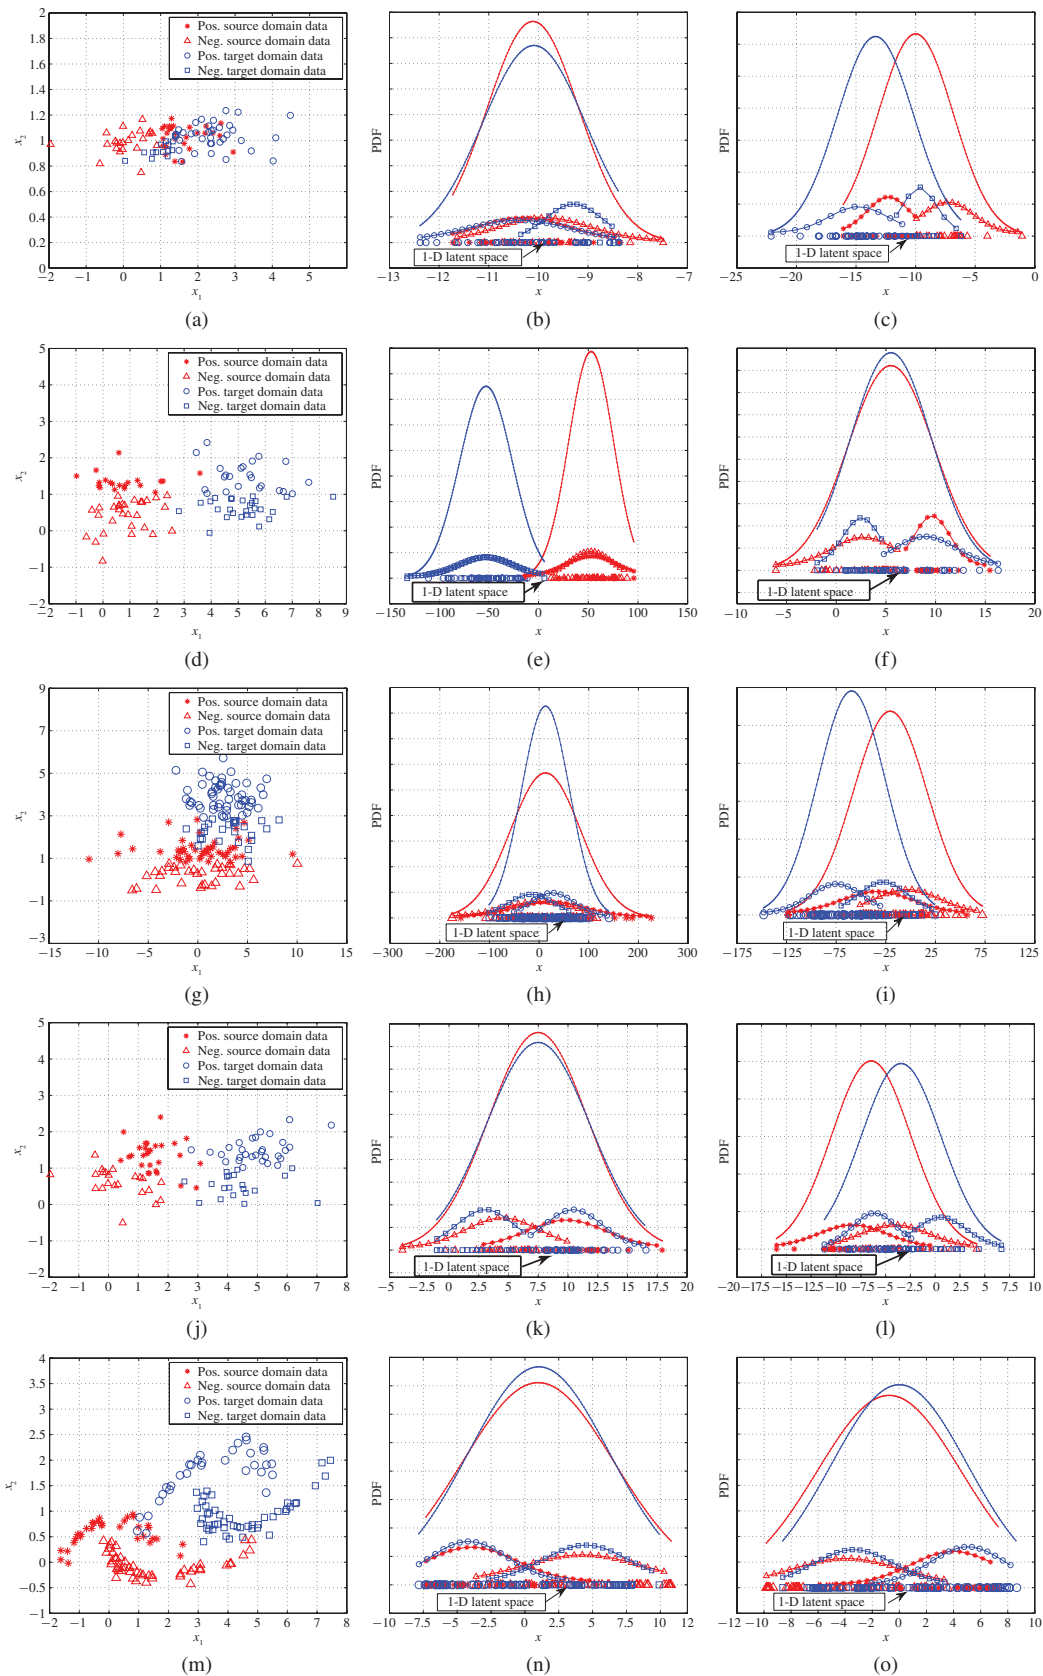 2
1.8
1.6
1.4
1.2
1.0
0.8
0.6
0.4
0.2
0
x2
−2 −1 0 1 2 3 4 5
x1
Pos. source domain data
Neg. source domain data
Pos. target domain data
Neg. target domain data
(a)
PDF
1-D latent space
−13 −12 −11 −10 −9 −8 −7
x
(b)
PDF
1-D latent space
−25 −20 −15 −10 −5 0
x
(c)
5
4
3
2
1
0
−1
−2
x2
−2 −1 0 1 2 3 4 5 6 7 8 9
x1
Pos. source domain data
Neg. source domain data
Pos. target domain data
Neg. target domain data
(d)
PDF
1-D latent space
−150 −100 −50 0 50 100 150
x
(e)
PDF
1-D latent space
−10 −5 0 5 10 15 20
x
(f)
9
7
5
3
1
−1
−3
x2
−15 −10 −5 0 5 10 15
x1
Pos. source domain data
Neg. source domain data
Pos. target domain data
Neg. target domain data
(g)
PDF
1-D latent space
−300 −200 −100 0 100 200 300
x
(h)
PDF
1-D latent space
−175 −125 −75 −25 25 75 125
x
(i)
5
4
3
2
1
0
−1
−2
x2
−2 −1 0 1 2 3 4 5 6 7 8
x1
Pos. source domain data
Neg. source domain data
Pos. target domain data
Neg. target domain data
(j)
PDF
1-D latent space
−5 −2.5 0 2.5 5 7.5 10 12.5 15 17.5 20
x
(k)
PDF
1-D latent space
−20 −17.5 −15 −12.5 −10 −7.5 −5 −2.5 0 2.5 5 7.5 10
x
(l)
4
3.5
3
2.5
2
1.5
1
0.5
0
−0.5
−1
x2
−2 −1 0 1 2 3 4 5 6 7 8
x1
Pos. source domain data
Neg. source domain data
Pos. target domain data
Neg. target domain data
(m)
PDF
1-D latent space
−10 −7.5 −5 −2.5 0 2.5 5 7.5 10 12
x
(n)
PDF
1-D latent space
−10 −8 −6 −4 −2 0 2 4 6 8 10
x
(o)